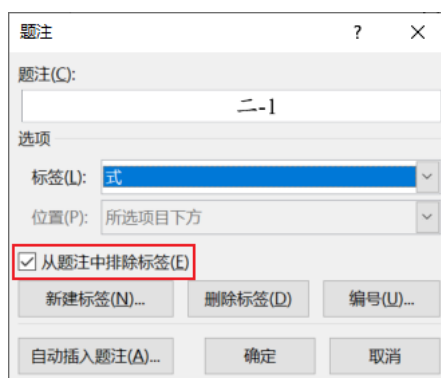 题注 ?
题注(C):
二-1
选项
标签(L): 式
位置(P): 所选项目下方
从题注中排除标签(E)
新建标签(N)... 删除标签(D) 编号(U)...
自动插入题注(A)... 确定 取消